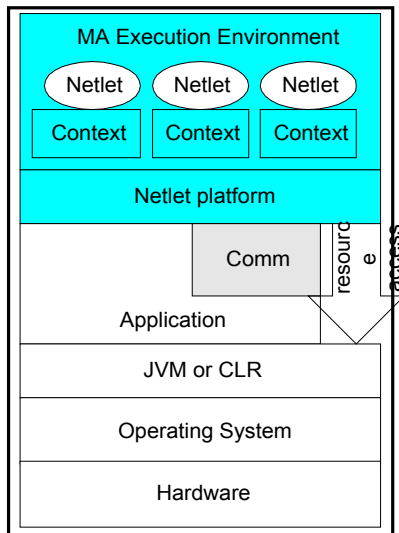 MA Execution Environment
Netlet Netlet Netlet
Context Context Context
Netlet platform
Comm
resourc
e
access
Application
JVM or CLR
Operating System
Hardware